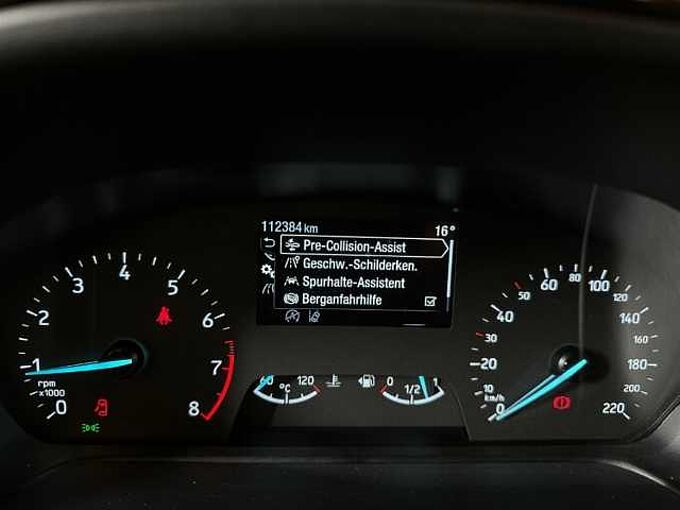 112384 km 16°
Pre-Collision-Assist
Geschw.-Schilderken.
Spurhalte-Assistent
Berganfahrhilfe
0 1 2 3 4 5 6 7 8
rpm
x1000
60 °C 120
0 1/2 1
0 10 20 30 40 50 60 80 100 120 140 160 180 200 220
km/h